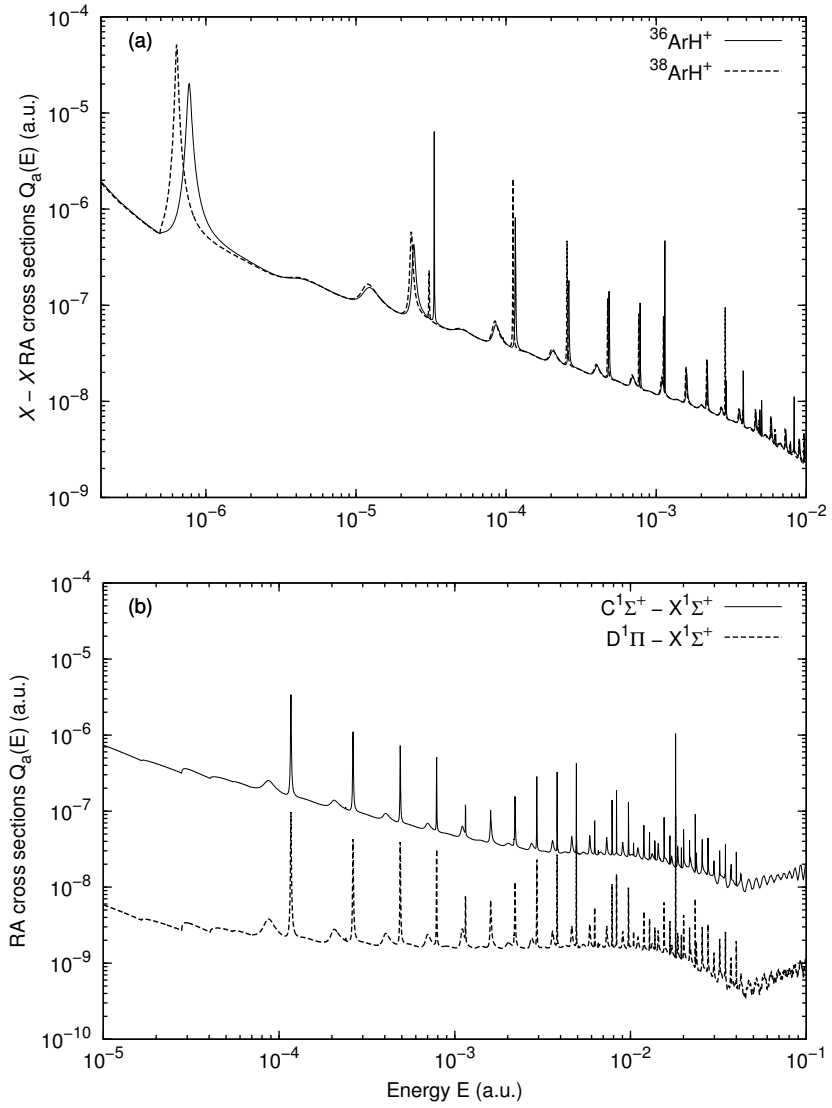 (a)
³⁶ArH⁺
³⁸ArH⁺
X − X RA cross sections Qₐ(E) (a.u.)
10⁻⁴
10⁻⁵
10⁻⁶
10⁻⁷
10⁻⁸
10⁻⁹
10⁻⁶ 10⁻⁵ 10⁻⁴ 10⁻³ 10⁻²
(b)
C¹Σ⁺ − X¹Σ⁺
D¹Π − X¹Σ⁺
RA cross sections Qₐ(E) (a.u.)
10⁻⁴
10⁻⁵
10⁻⁶
10⁻⁷
10⁻⁸
10⁻⁹
10⁻¹⁰
10⁻⁵ 10⁻⁴ 10⁻³ 10⁻² 10⁻¹
Energy E (a.u.)